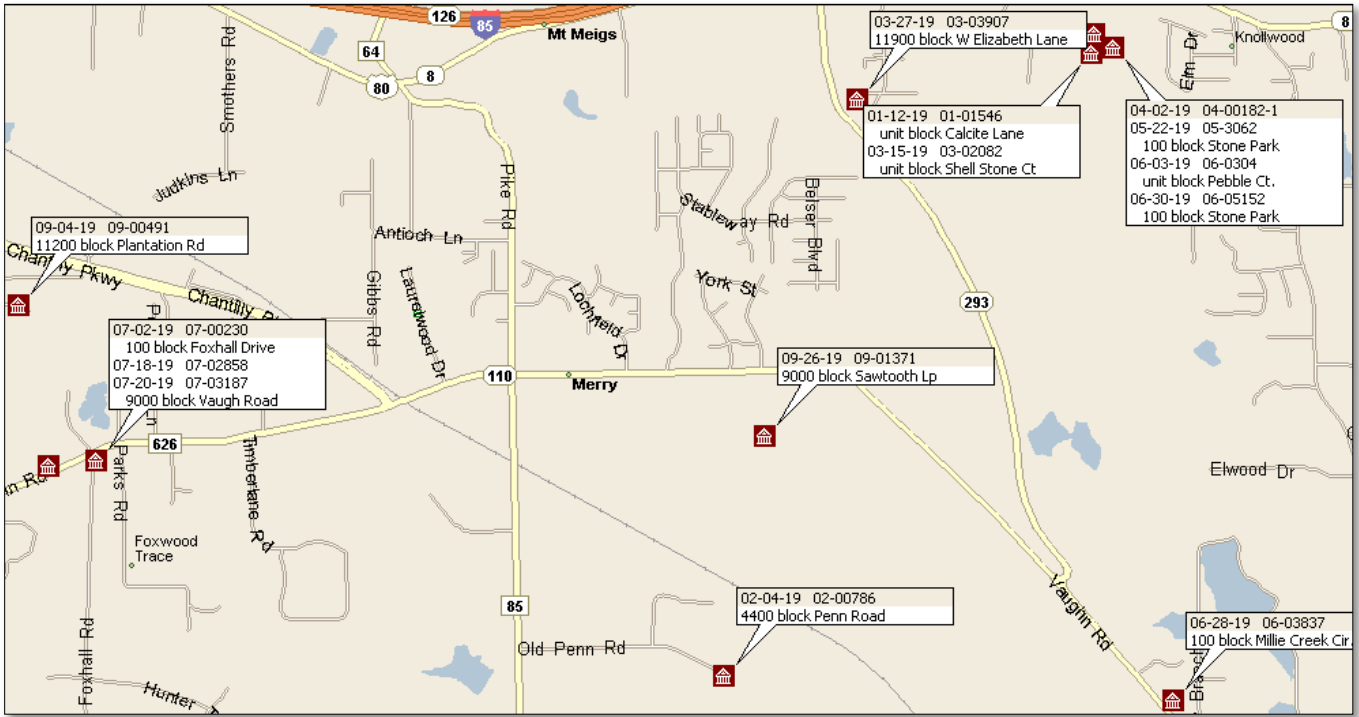 126
85
Mt Meigs
64
80
8
Smothers Rd
Judkins Ln
Pike Rd
Antioch Ln
Gibbs Rd
Laurelwood Dr
Lochfield Dr
Stableway Rd
Belser Blvd
York St
03-27-19 03-03907
11900 block W Elizabeth Lane
01-12-19 01-01546
unit block Calcite Lane
03-15-19 03-02082
unit block Shell Stone Ct
8
Knollwood
Elm Dr
04-02-19 04-00182-1
05-22-19 05-3062
100 block Stone Park
06-03-19 06-0304
unit block Pebble Ct.
06-30-19 06-05152
100 block Stone Park
09-04-19 09-00491
11200 block Plantation Rd
Chantilly Pkwy
Chantilly
293
07-02-19 07-00230
100 block Foxhall Drive
07-18-19 07-02858
07-20-19 07-03187
9000 block Vaugh Road
110
Merry
09-26-19 09-01371
9000 block Sawtooth Lp
626
n Rd
Parks Rd
Timberlane Rd
Elwood Dr
Foxwood
Trace
85
02-04-19 02-00786
4400 block Penn Road
Old Penn Rd
Vaughn Rd
06-28-19 06-03837
100 block Millie Creek Cir.
Branch
Foxhall Rd
Hunter